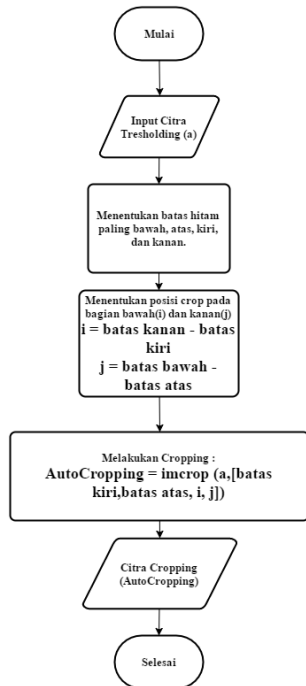 Mulai
Input Citra
Tresholding (a)
Menentukan batas hitam
paling bawah, atas, kiri,
dan kanan.
Menentukan posisi crop pada
bagian bawah(i) dan kanan(j)
i = batas kanan - batas
kiri
j = batas bawah -
batas atas
Melakukan Cropping :
AutoCropping = imcrop (a,[batas
kiri,batas atas, i, j])
Citra Cropping
(AutoCropping)
Selesai